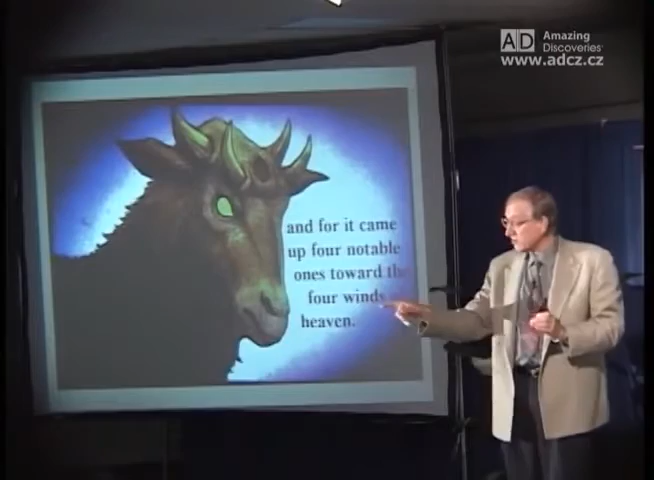 AD Amazing
Discoveries
www.adcz.cz
and for it came
up four notable
ones toward the
four winds
heaven.